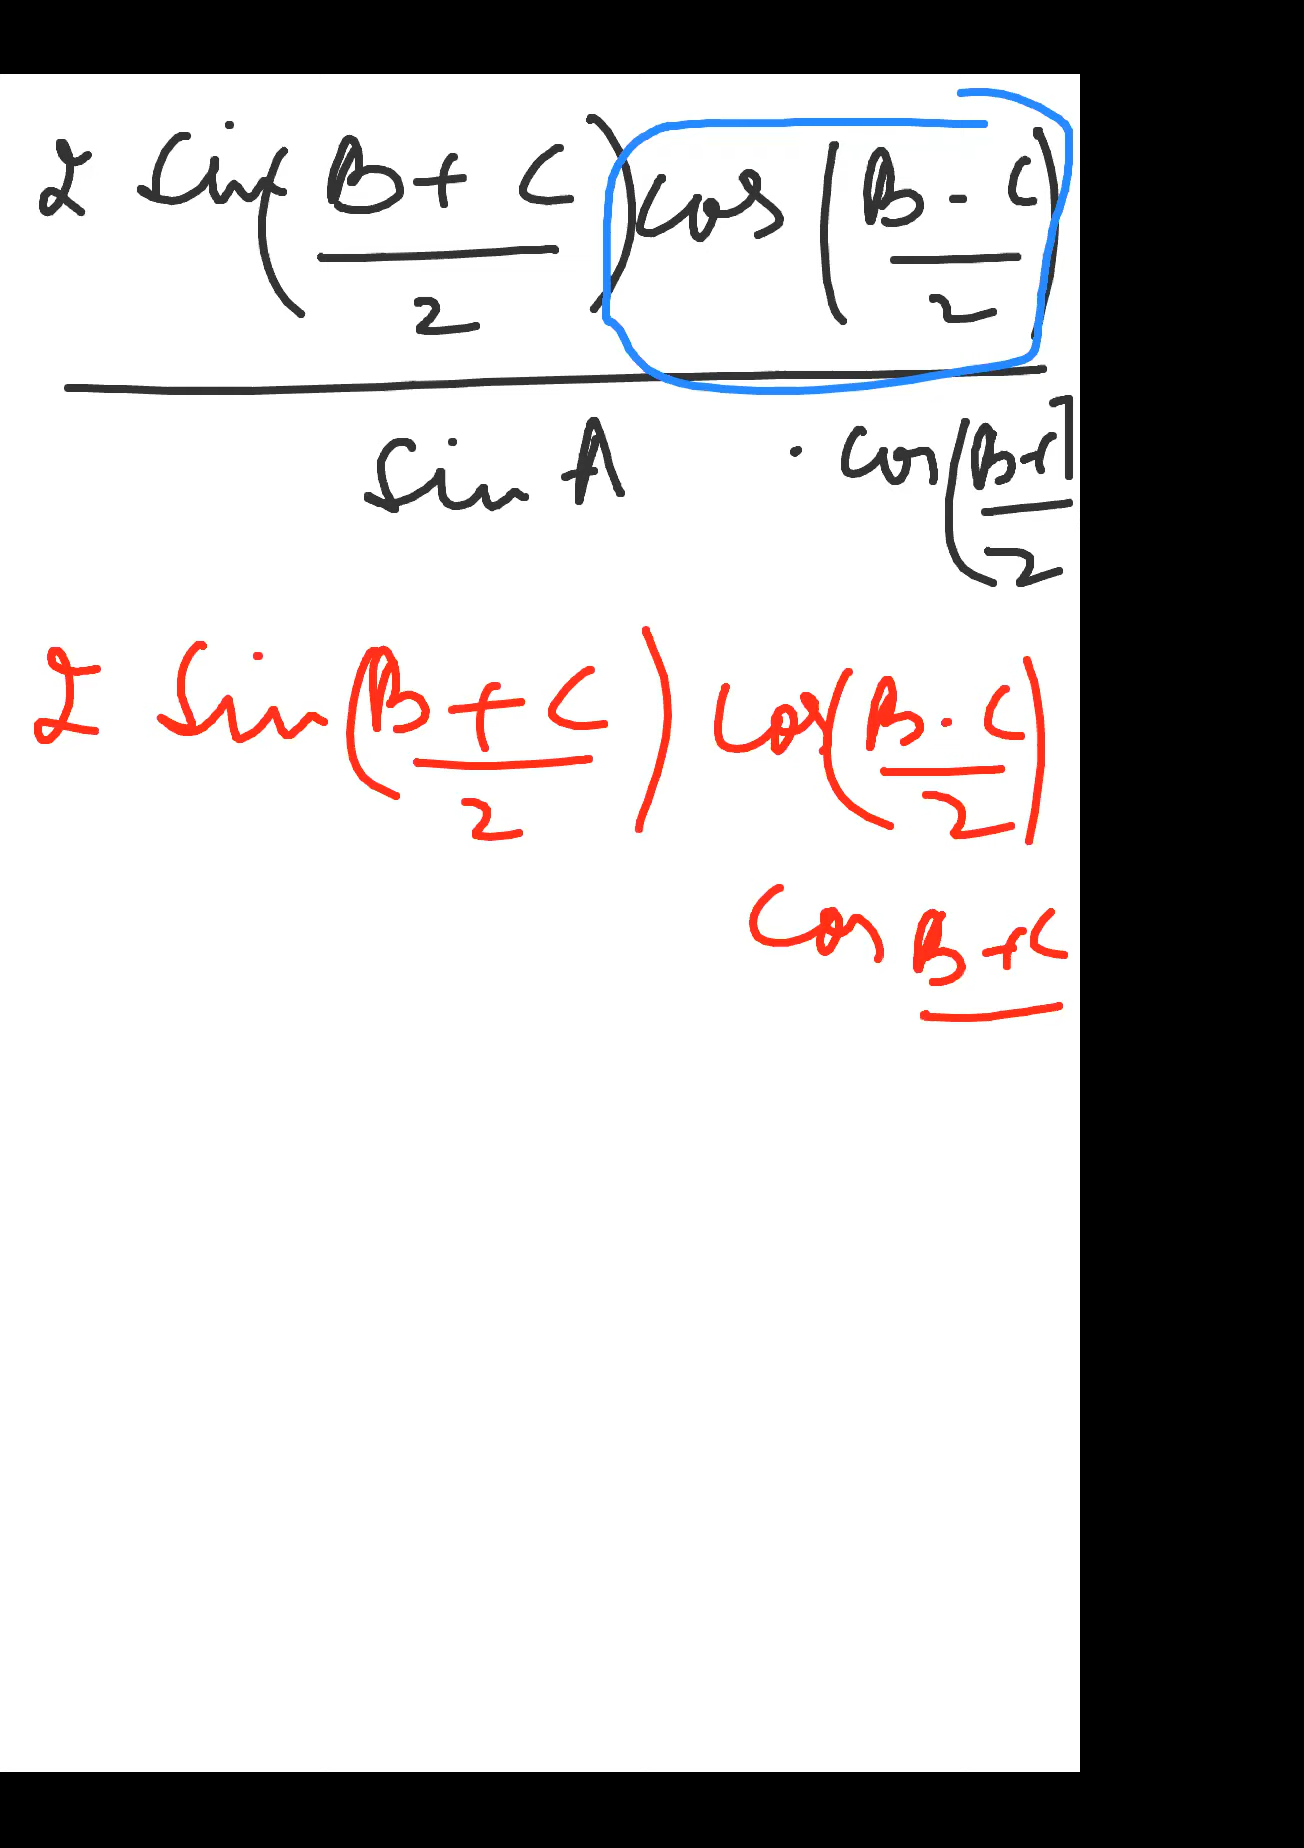 2 Sin(B+C/2) cos(B-C/2)
Sin A · cos(B+C/2]
2 Sin(B+C/2) cos(B-C/2)
cos B+C